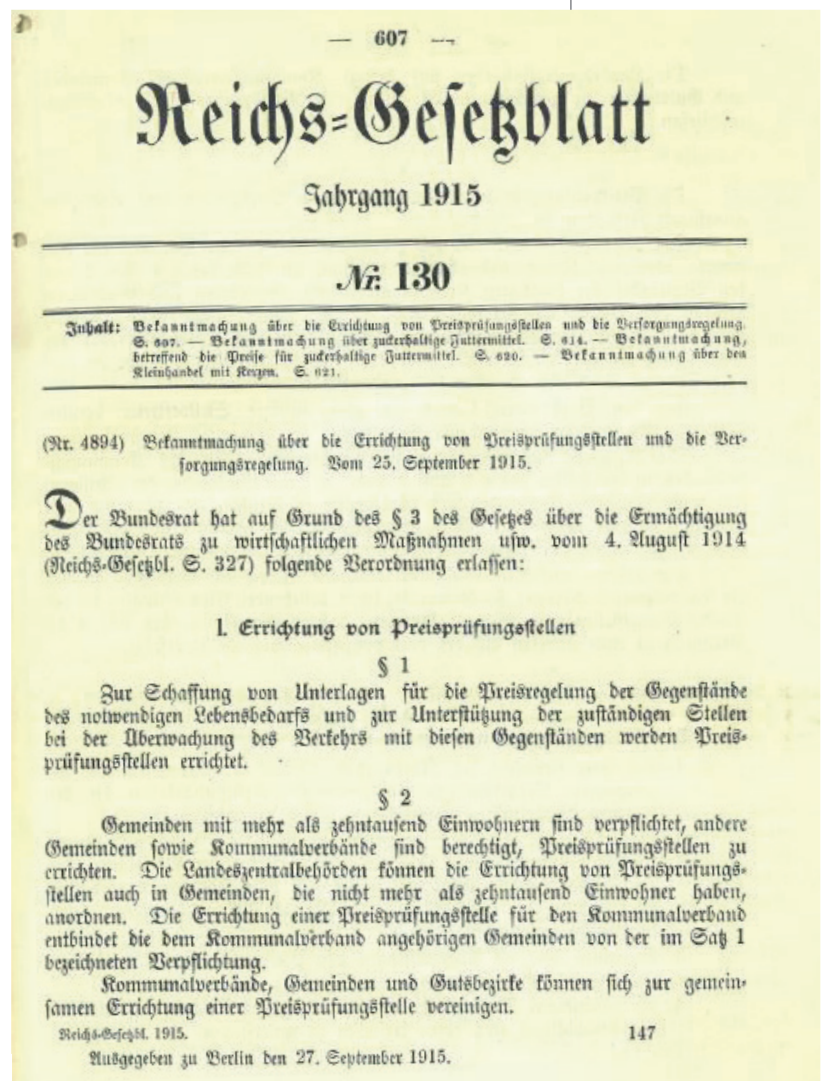 — 607 —
Reichs-Gesetzblatt
Jahrgang 1915
Nr. 130
Inhalt: Bekanntmachung über die Errichtung von Preisprüfungsstellen und die Versorgungsregelung.
S. 607. — Bekanntmachung über zuckerhaltige Futtermittel. S. 614. — Bekanntmachung,
betreffend die Preise für zuckerhaltige Futtermittel. S. 620. — Bekanntmachung über den
Kleinhandel mit Kerzen. S. 621.
(Nr. 4894) Bekanntmachung über die Errichtung von Preisprüfungsstellen und die Ver-
sorgungsregelung. Vom 25. September 1915.
Der Bundesrat hat auf Grund des § 3 des Gesetzes über die Ermächtigung
des Bundesrats zu wirtschaftlichen Maßnahmen usw. vom 4. August 1914
(Reichs-Gesetzbl. S. 327) folgende Verordnung erlassen:
I. Errichtung von Preisprüfungsstellen
§ 1
Zur Schaffung von Unterlagen für die Preisregelung der Gegenstände
des notwendigen Lebensbedarfs und zur Unterstützung der zuständigen Stellen
bei der Überwachung des Verkehrs mit diesen Gegenständen werden Preis-
prüfungsstellen errichtet.
§ 2
Gemeinden mit mehr als zehntausend Einwohnern sind verpflichtet, andere
Gemeinden sowie Kommunalverbände sind berechtigt, Preisprüfungsstellen zu
errichten. Die Landeszentralbehörden können die Errichtung von Preisprüfungs-
stellen auch in Gemeinden, die nicht mehr als zehntausend Einwohner haben,
anordnen. Die Errichtung einer Preisprüfungsstelle für den Kommunalverband
entbindet die dem Kommunalverband angehörigen Gemeinden von der im Satz 1
bezeichneten Verpflichtung.
Kommunalverbände, Gemeinden und Gutsbezirke können sich zur gemein-
samen Errichtung einer Preisprüfungsstelle vereinigen.
Reichs-Gesetzbl. 1915. 147
Ausgegeben zu Berlin den 27. September 1915.